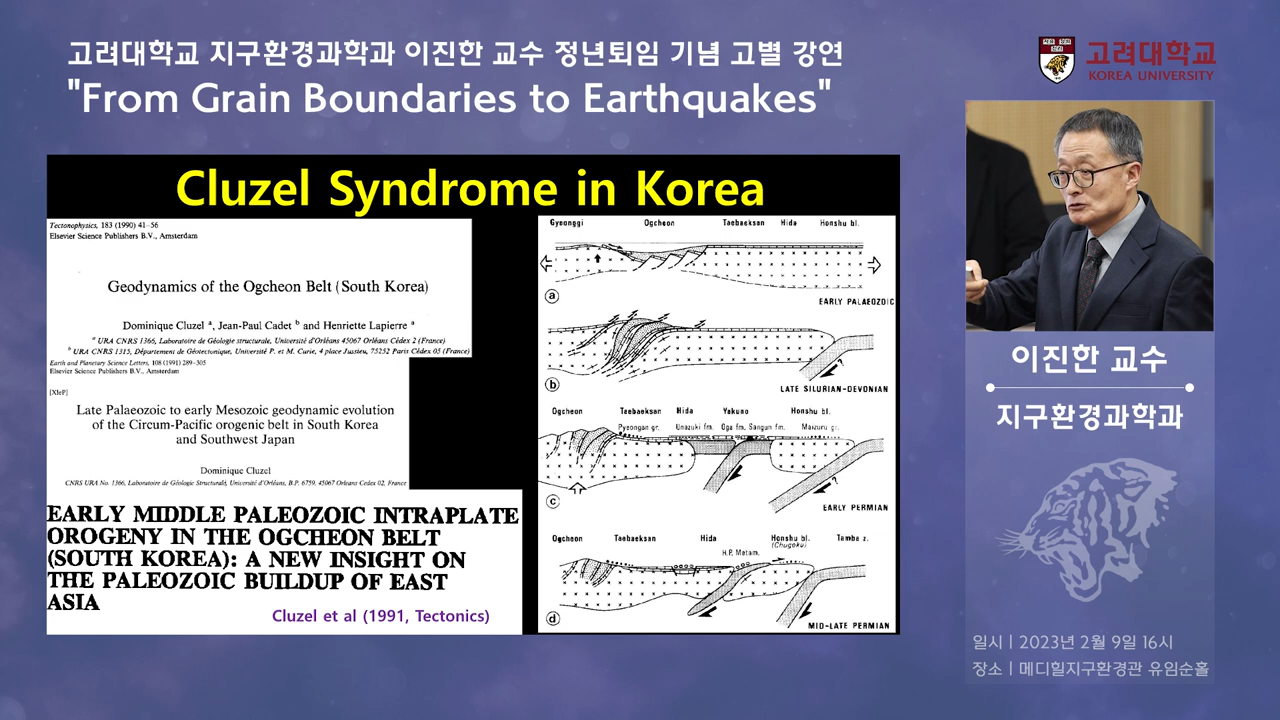 고려대학교 지구환경과학과 이진한 교수 정년퇴임 기념 고별 강연
"From Grain Boundaries to Earthquakes"
고려대학교
KOREA UNIVERSITY
Cluzel Syndrome in Korea
Tectonophysics, 183 (1990) 41-56
Elsevier Science Publishers B.V., Amsterdam
Geodynamics of the Ogcheon Belt (South Korea)
Dominique Cluzel a, Jean-Paul Cadet b and Henriette Lapierre a
a URA CNRS 1366, Laboratoire de Géologie structurale, Université d'Orléans 45067 Orléans Cédex 2 (France)
b URA CNRS 1315, Département de Géotectonique, Université P. et M. Curie, 4 place Jussieu, 75252 Paris Cédex 05 (France)
Earth and Planetary Science Letters, 108 (1991) 289-305
Elsevier Science Publishers B.V., Amsterdam
[XLeP]
Late Palaeozoic to early Mesozoic geodynamic evolution
of the Circum-Pacific orogenic belt in South Korea
and Southwest Japan
Dominique Cluzel
CNRS URA No. 1366, Laboratoire de Géologie Structurale, Université d'Orléans, B.P. 6759, 45067 Orleans Cedex 02, France
EARLY MIDDLE PALEOZOIC INTRAPLATE
OROGENY IN THE OGCHEON BELT
(SOUTH KOREA): A NEW INSIGHT ON
THE PALEOZOIC BUILDUP OF EAST
ASIA
Cluzel et al (1991, Tectonics)
Gyeonggi Ogcheon Taebaeksan Hida Honshu bl.
a
EARLY PALAEOZOIC
b
LATE SILURIAN-DEVONIAN
Ogcheon Taebaeksan Hida Yakuno Honshu bl.
Pyeongan gr. Unazuki fm. Oga fm. Sangun fm. Maizuru gr.
c
EARLY PERMIAN
Ogcheon Taebaeksan Hida Honshu bl. Tamba z.
(Chugoku)
H.P. Metam.
d
MID-LATE PERMIAN
이진한 교수
지구환경과학과
일시 | 2023년 2월 9일 16시
장소 | 메디힐지구환경관 유임순홀